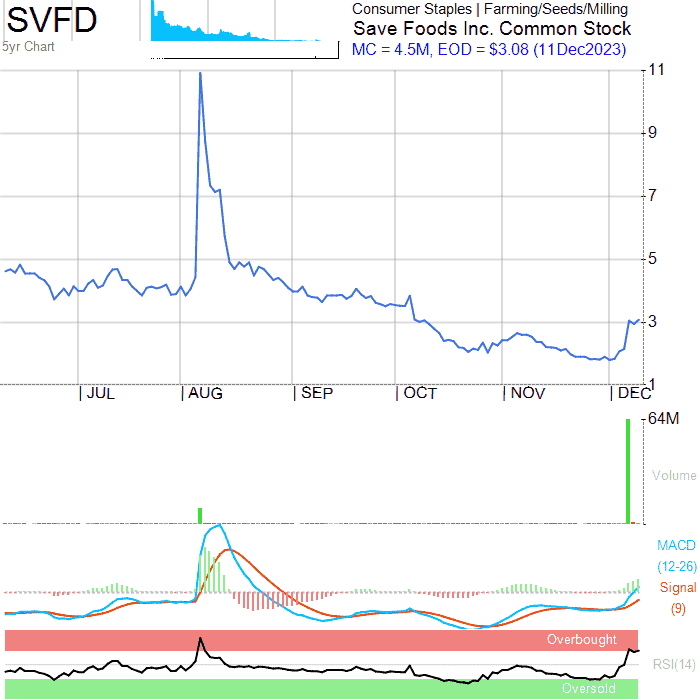 SVFD
5yr Chart
Consumer Staples | Farming/Seeds/Milling
Save Foods Inc. Common Stock
MC = 4.5M, EOD = $3.08 (11Dec2023)
11
9
7
5
3
1
JUL
AUG
SEP
OCT
NOV
DEC
64M
Volume
MACD
(12-26)
Signal
(9)
Overbought
RSI(14)
Oversold